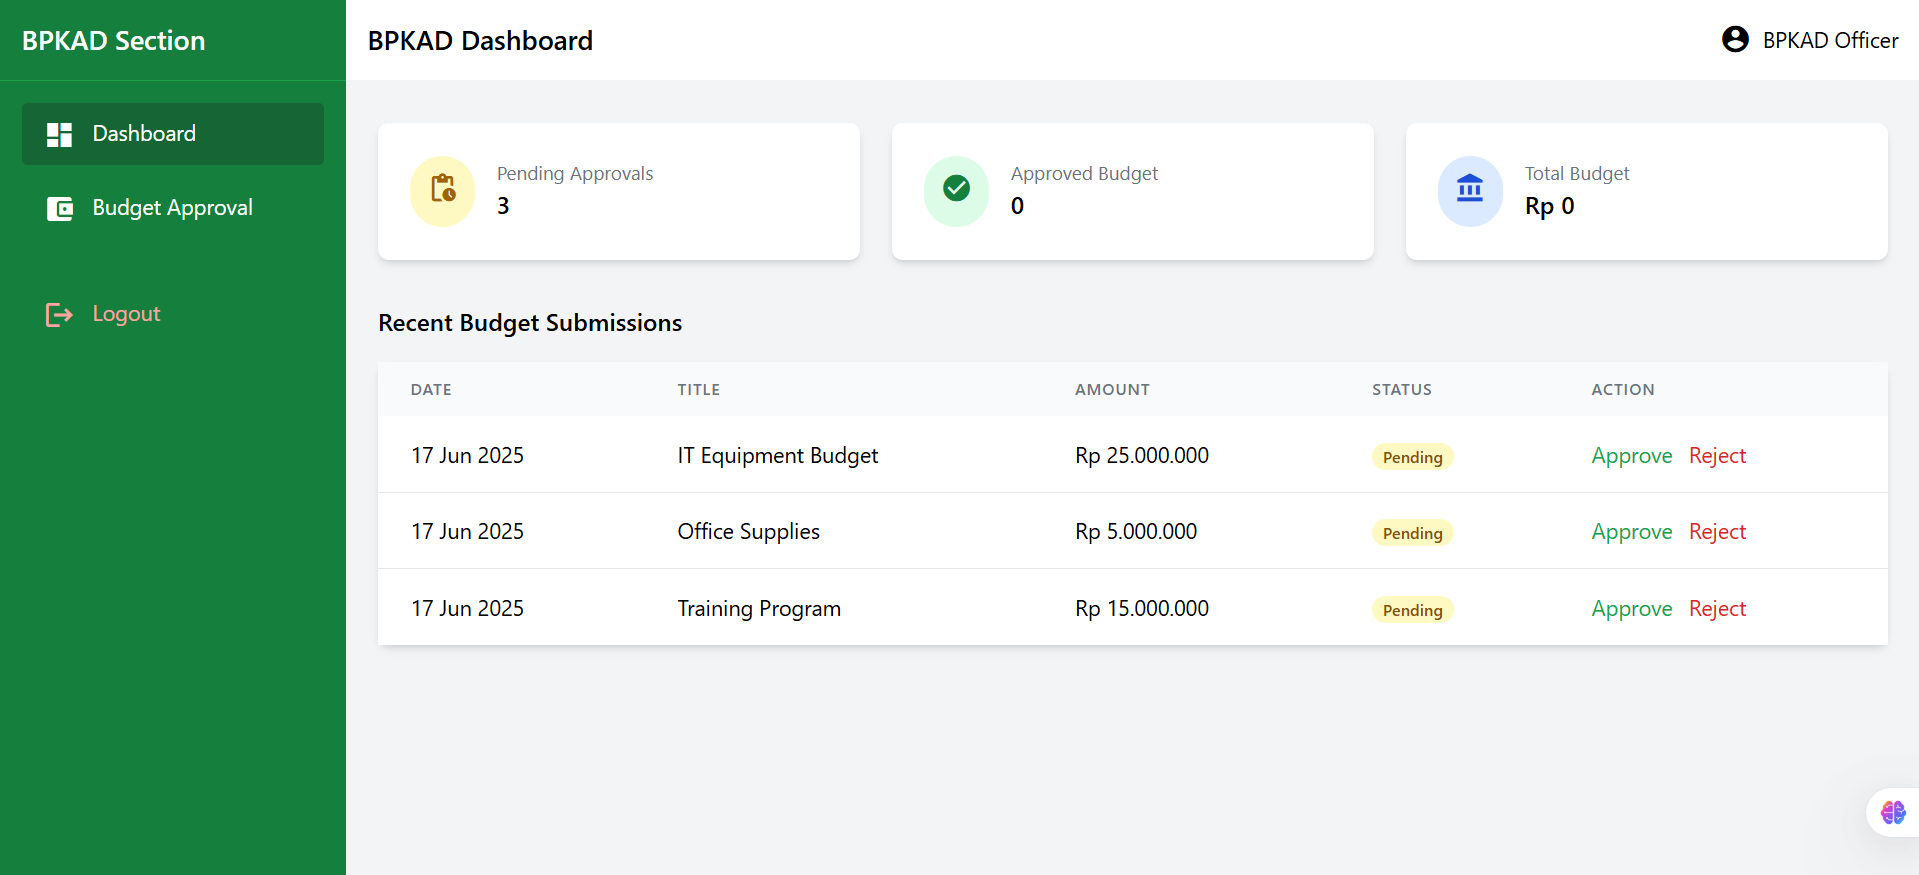 BPKAD Section
BPKAD Dashboard
BPKAD Officer
Dashboard
Budget Approval
Logout
Pending Approvals
3
Approved Budget
0
Total Budget
Rp 0
Recent Budget Submissions
DATE TITLE AMOUNT STATUS ACTION
17 Jun 2025 IT Equipment Budget Rp 25.000.000 Pending Approve Reject
17 Jun 2025 Office Supplies Rp 5.000.000 Pending Approve Reject
17 Jun 2025 Training Program Rp 15.000.000 Pending Approve Reject